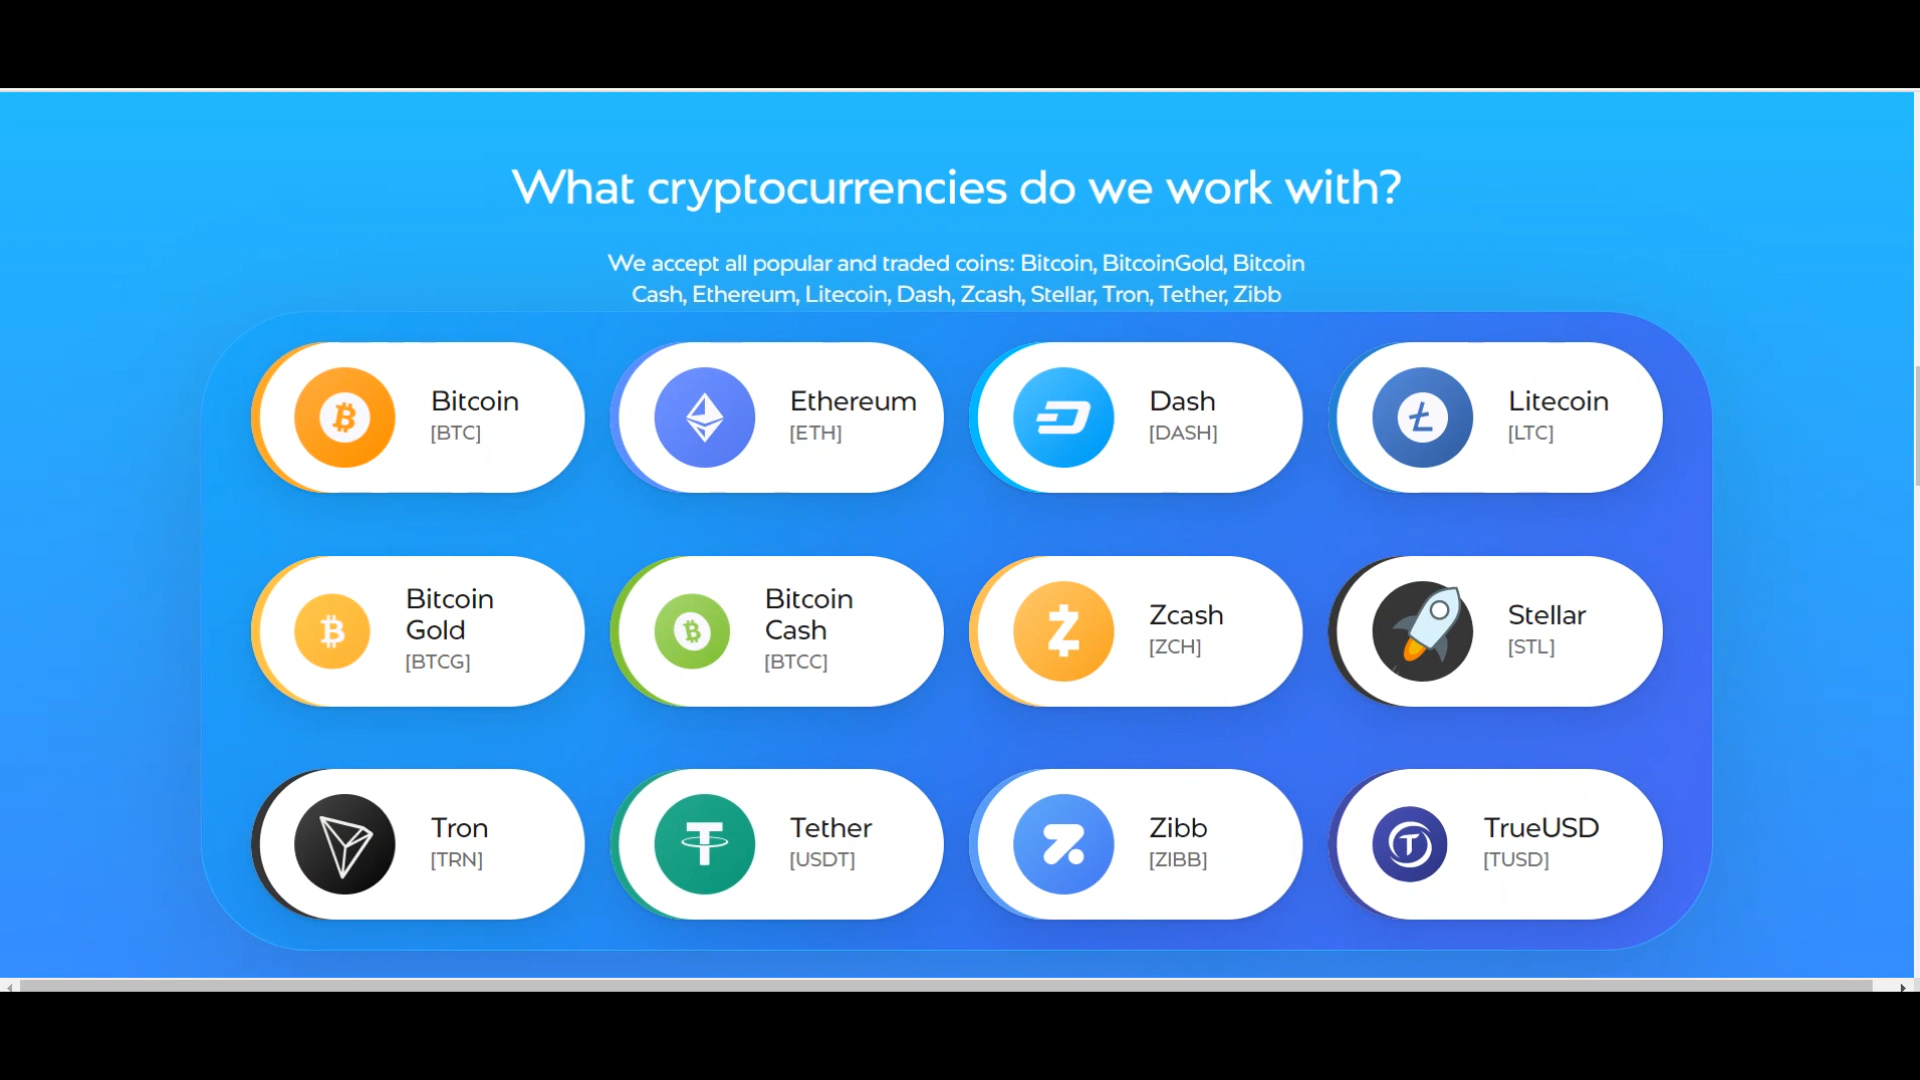 What cryptocurrencies do we work with?
We accept all popular and traded coins: Bitcoin, BitcoinGold, Bitcoin
Cash, Ethereum, Litecoin, Dash, Zcash, Stellar, Tron, Tether, Zibb
Bitcoin
[BTC]
Ethereum
[ETH]
Dash
[DASH]
Litecoin
[LTC]
Bitcoin
Gold
[BTCG]
Bitcoin
Cash
[BTCC]
Zcash
[ZCH]
Stellar
[STL]
Tron
[TRN]
Tether
[USDT]
Zibb
[ZIBB]
TrueUSD
[TUSD]